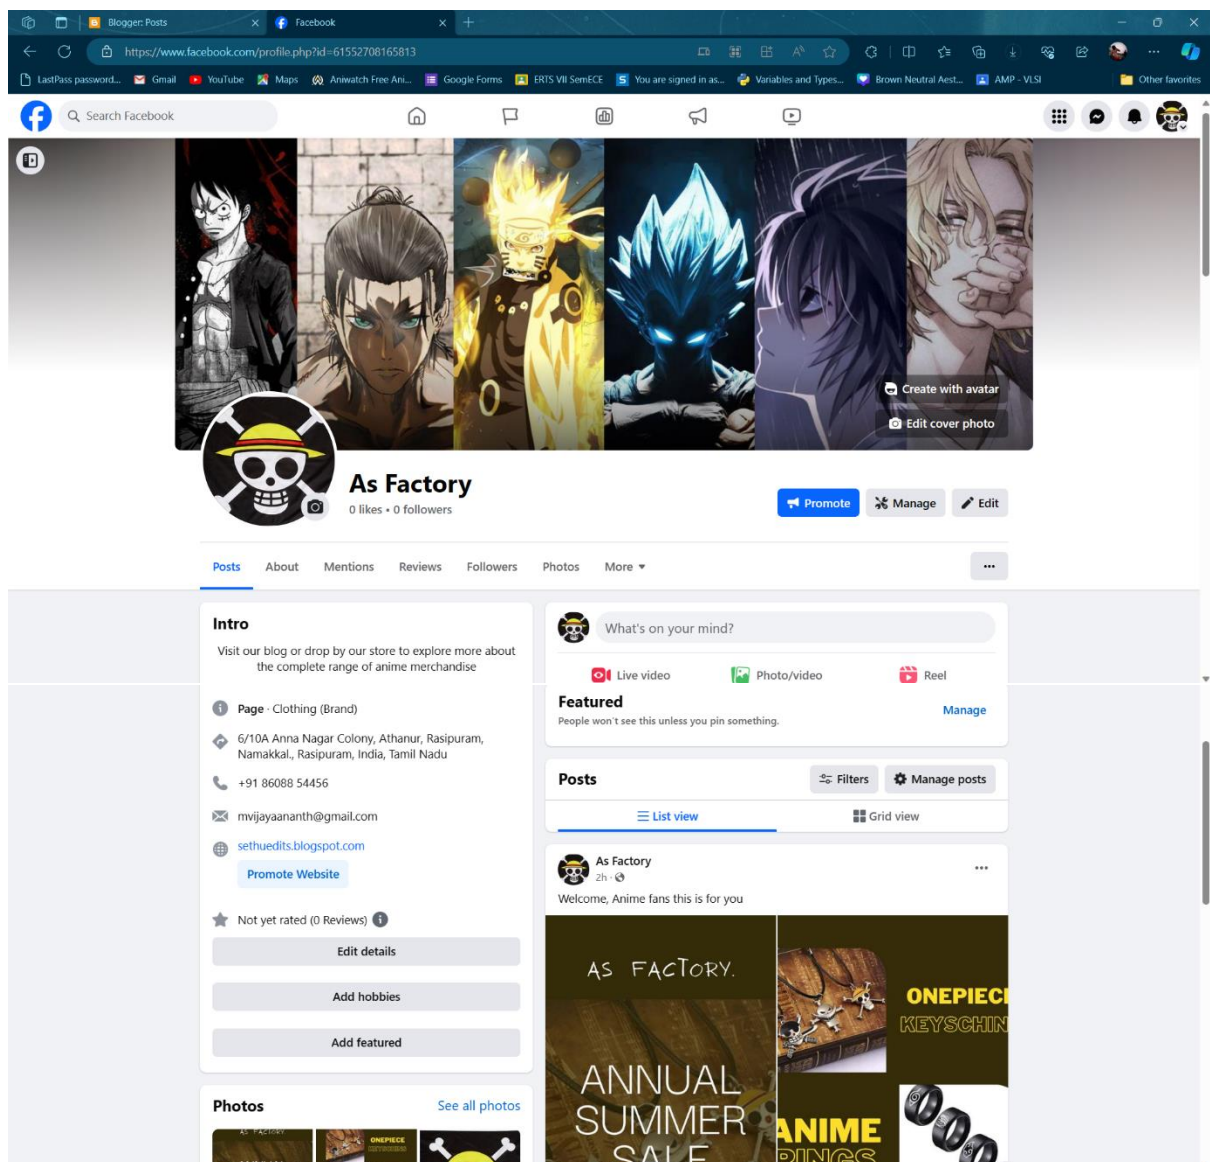 Blogger: Posts
Facebook
https://www.facebook.com/profile.php?id=61552708165813
LastPass password...
Gmail
YouTube
Maps
Aniwatch Free Ani...
Google Forms
ERTS VII SemECE
You are signed in as...
Variables and Types...
Brown Neutral Aest...
AMP - VLSI
Other favorites
Search Facebook
Create with avatar
Edit cover photo
As Factory
0 likes • 0 followers
Promote
Manage
Edit
Posts
About
Mentions
Reviews
Followers
Photos
More
Intro
Visit our blog or drop by our store to explore more about
the complete range of anime merchandise
Page · Clothing (Brand)
6/10A Anna Nagar Colony, Athanur, Rasipuram,
Namakkal., Rasipuram, India, Tamil Nadu
+91 86088 54456
mvijayaananth@gmail.com
sethuedits.blogspot.com
Promote Website
Not yet rated (0 Reviews)
Edit details
Add hobbies
Add featured
Photos
See all photos
AS FACTORY.
ONEPIECE
What's on your mind?
Live video
Photo/video
Reel
Featured
People won't see this unless you pin something.
Manage
Posts
Filters
Manage posts
List view
Grid view
As Factory
2h
Welcome, Anime fans this is for you
AS FACTORY.
ANNUAL
SUMMER
SALE
ONEPIECE
KEYSCHIN
ANIME
RINGS